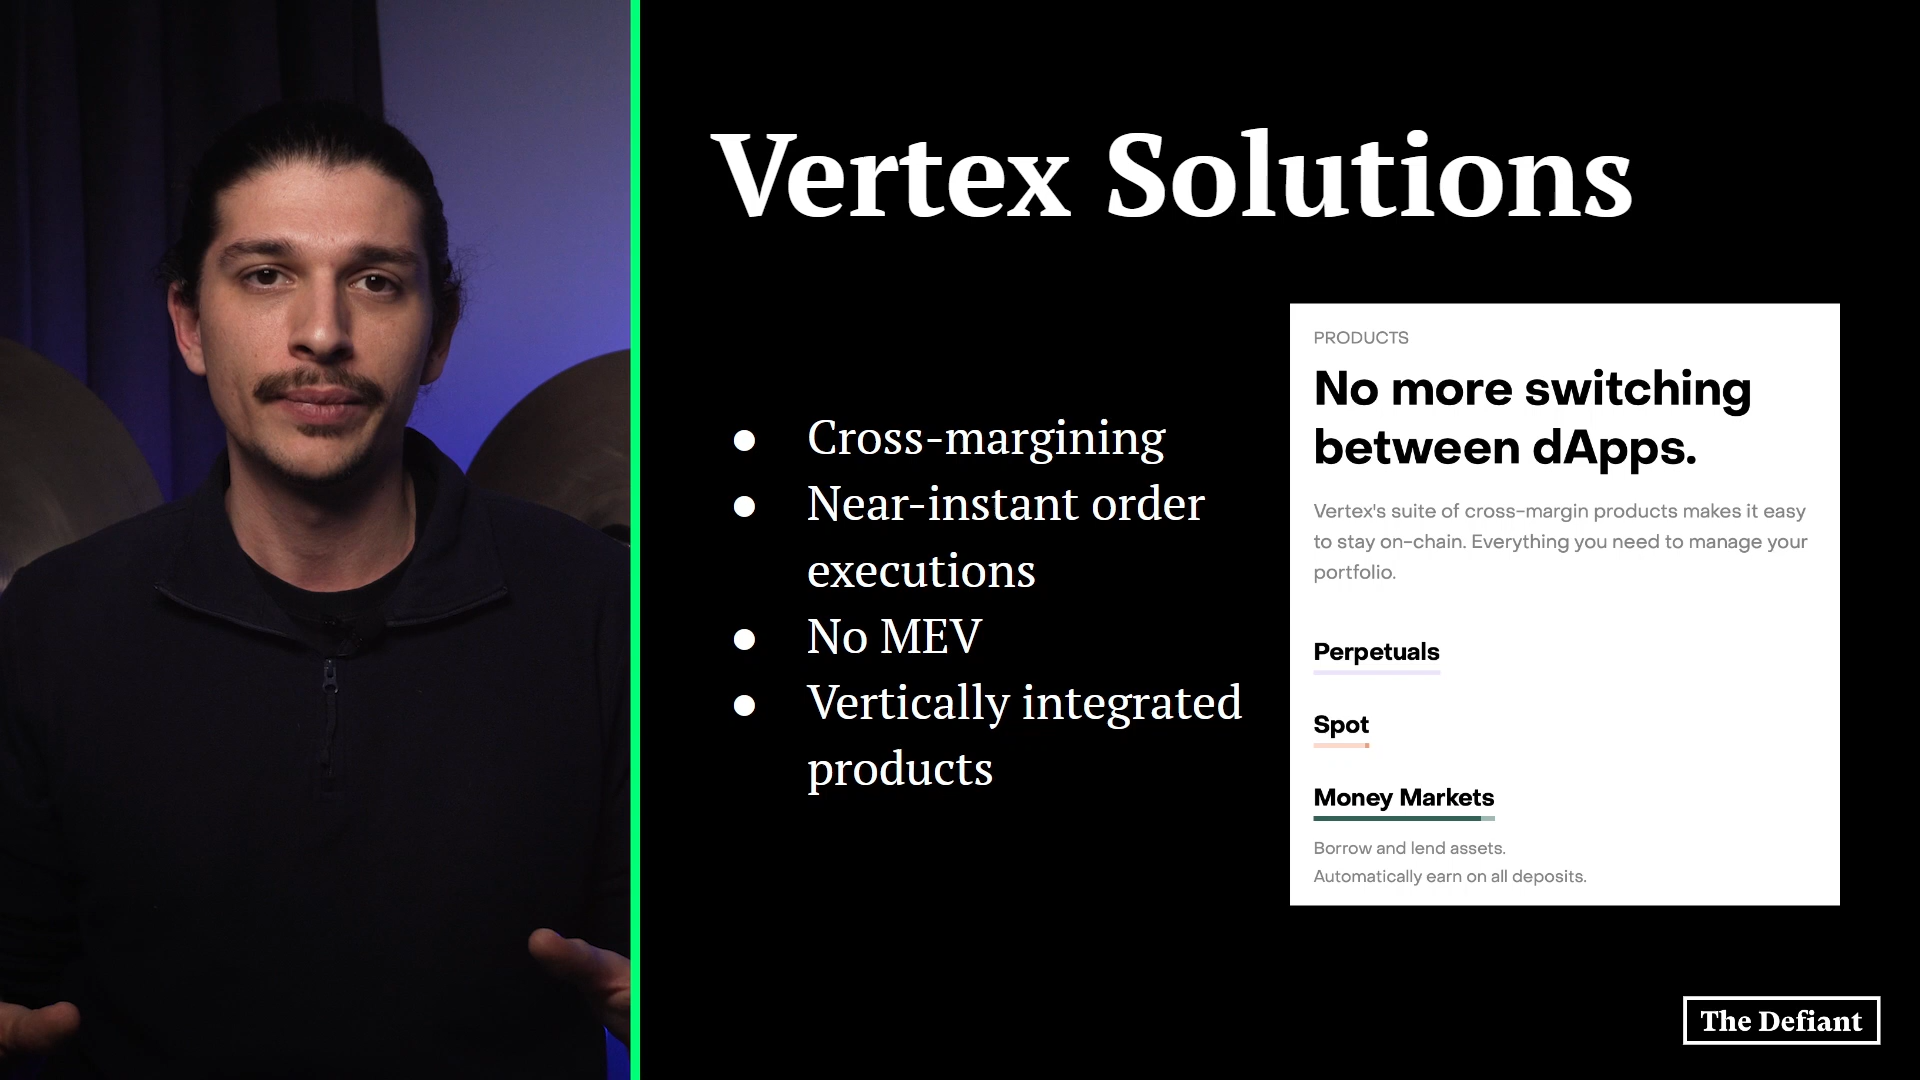 Vertex Solutions
● Cross-margining
● Near-instant order
executions
● No MEV
● Vertically integrated
products
PRODUCTS
No more switching
between dApps.
Vertex's suite of cross-margin products makes it easy
to stay on-chain. Everything you need to manage your
portfolio.
Perpetuals
Spot
Money Markets
Borrow and lend assets.
Automatically earn on all deposits.
The Defiant